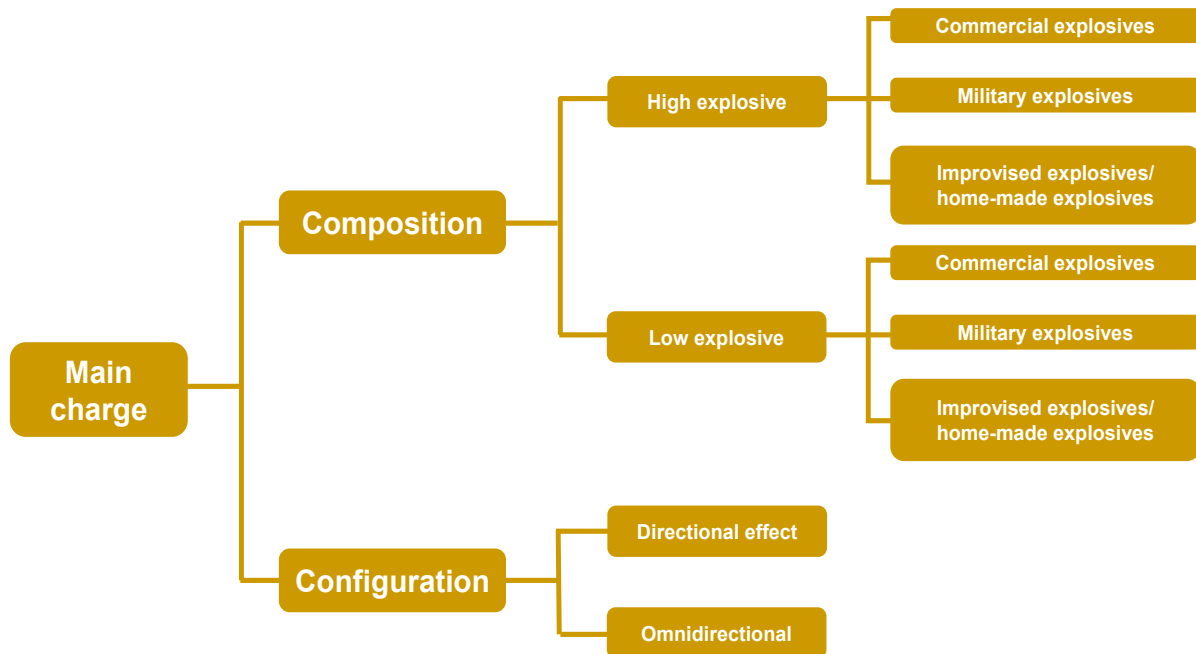 Main
charge
Composition
High explosive
Commercial explosives
Military explosives
Improvised explosives/
home-made explosives
Low explosive
Commercial explosives
Military explosives
Improvised explosives/
home-made explosives
Configuration
Directional effect
Omnidirectional